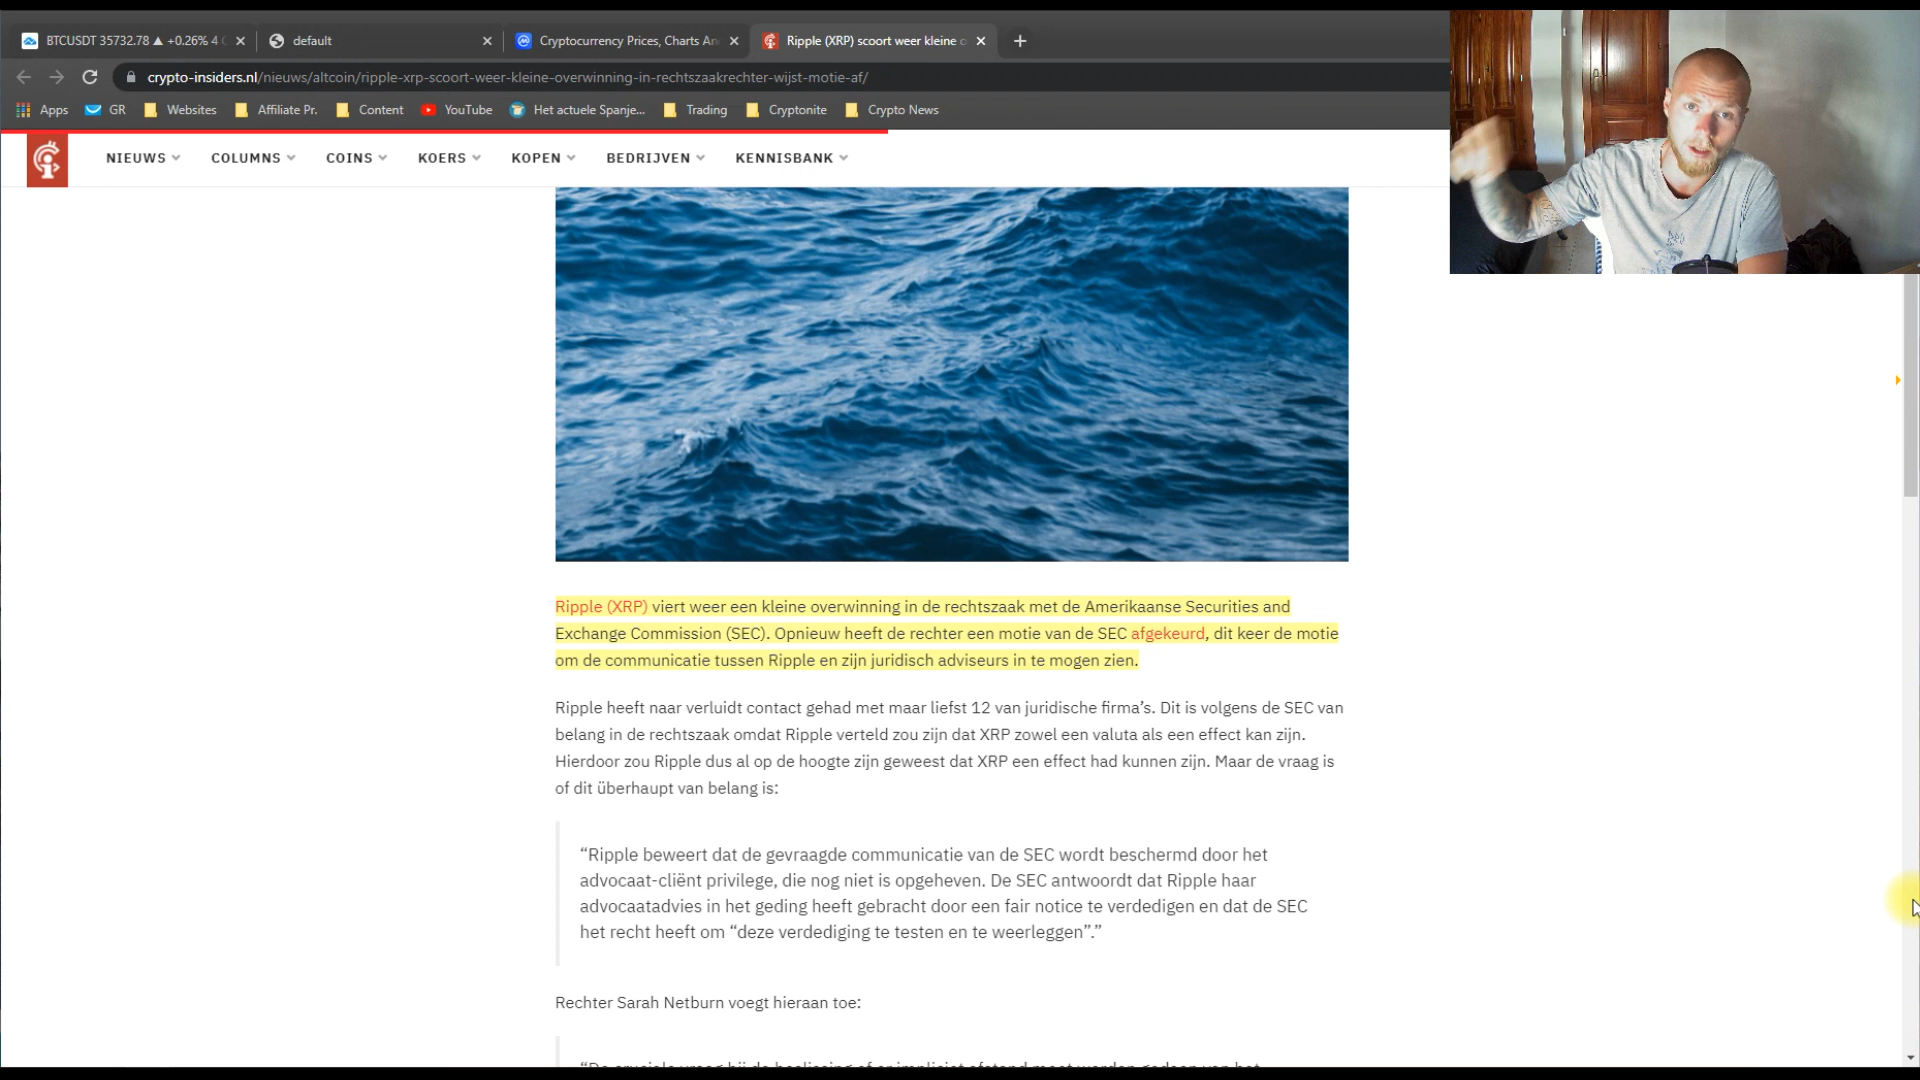 BTCUSDT 35732.78 ▲ +0.26% 4
default
Cryptocurrency Prices, Charts An
Ripple (XRP) scoort weer kleine o
crypto-insiders.nl/nieuws/altcoin/ripple-xrp-scoort-weer-kleine-overwinning-in-rechtszaakrechter-wijst-motie-af/
Apps GR Websites Affiliate Pr. Content YouTube Het actuele Spanje... Trading Cryptonite Crypto News
NIEUWS COLUMNS COINS KOERS KOPEN BEDRIJVEN KENNISBANK
Ripple (XRP) viert weer een kleine overwinning in de rechtszaak met de Amerikaanse Securities and
Exchange Commission (SEC). Opnieuw heeft de rechter een motie van de SEC afgekeurd, dit keer de motie
om de communicatie tussen Ripple en zijn juridisch adviseurs in te mogen zien.
Ripple heeft naar verluidt contact gehad met maar liefst 12 van juridische firma’s. Dit is volgens de SEC van
belang in de rechtszaak omdat Ripple verteld zou zijn dat XRP zowel een valuta als een effect kan zijn.
Hierdoor zou Ripple dus al op de hoogte zijn geweest dat XRP een effect had kunnen zijn. Maar de vraag is
of dit überhaupt van belang is:
“Ripple beweert dat de gevraagde communicatie van de SEC wordt beschermd door het
advocaat-cliënt privilege, die nog niet is opgeheven. De SEC antwoordt dat Ripple haar
advocaatadvies in het geding heeft gebracht door een fair notice te verdedigen en dat de SEC
het recht heeft om “deze verdediging te testen en te weerleggen”.”
Rechter Sarah Netburn voegt hieraan toe: